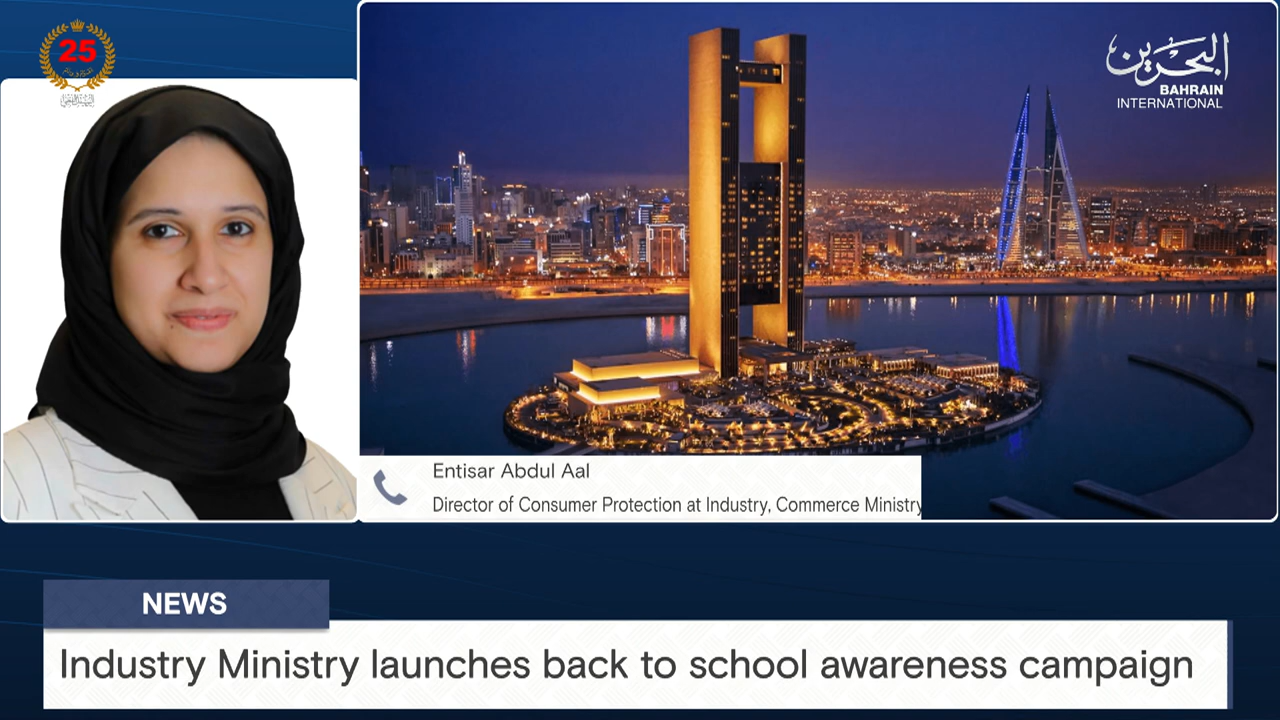 25
البحرين
BAHRAIN
INTERNATIONAL
Entisar Abdul Aal
Director of Consumer Protection at Industry, Commerce Ministry
NEWS
Industry Ministry launches back to school awareness campaign